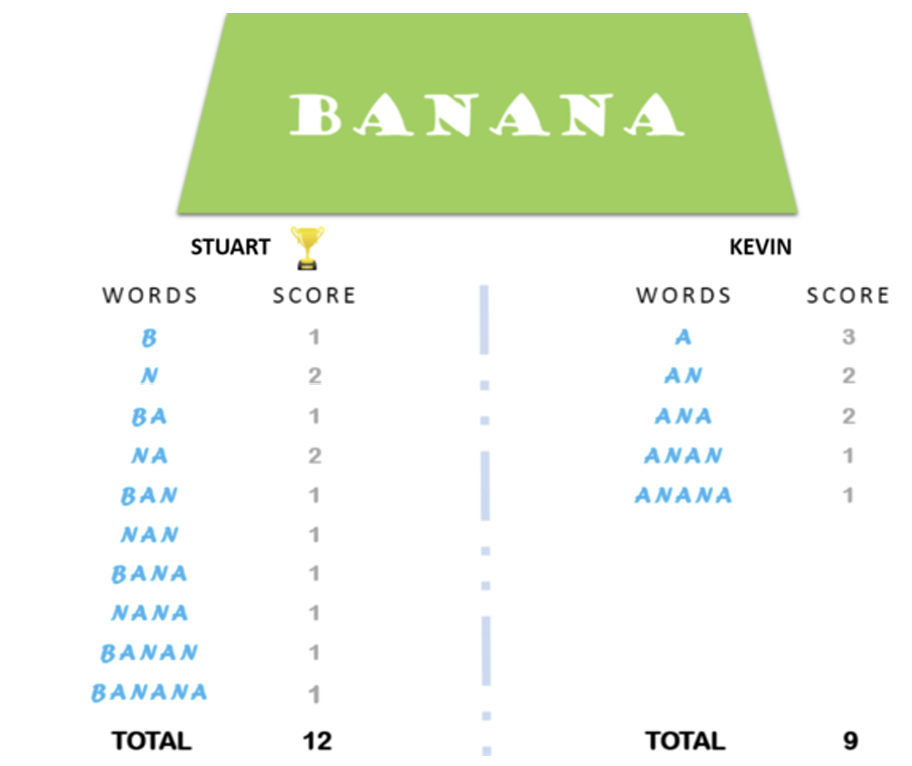 BANANA
STUART KEVIN
WORDS SCORE WORDS SCORE
B 1 A 3
N 2 AN 2
BA 1 ANA 2
NA 2 ANAN 1
BAN 1 ANANA 1
NAN 1
BANA 1
NANA 1
BANAN 1
BANANA 1
TOTAL 12 TOTAL 9